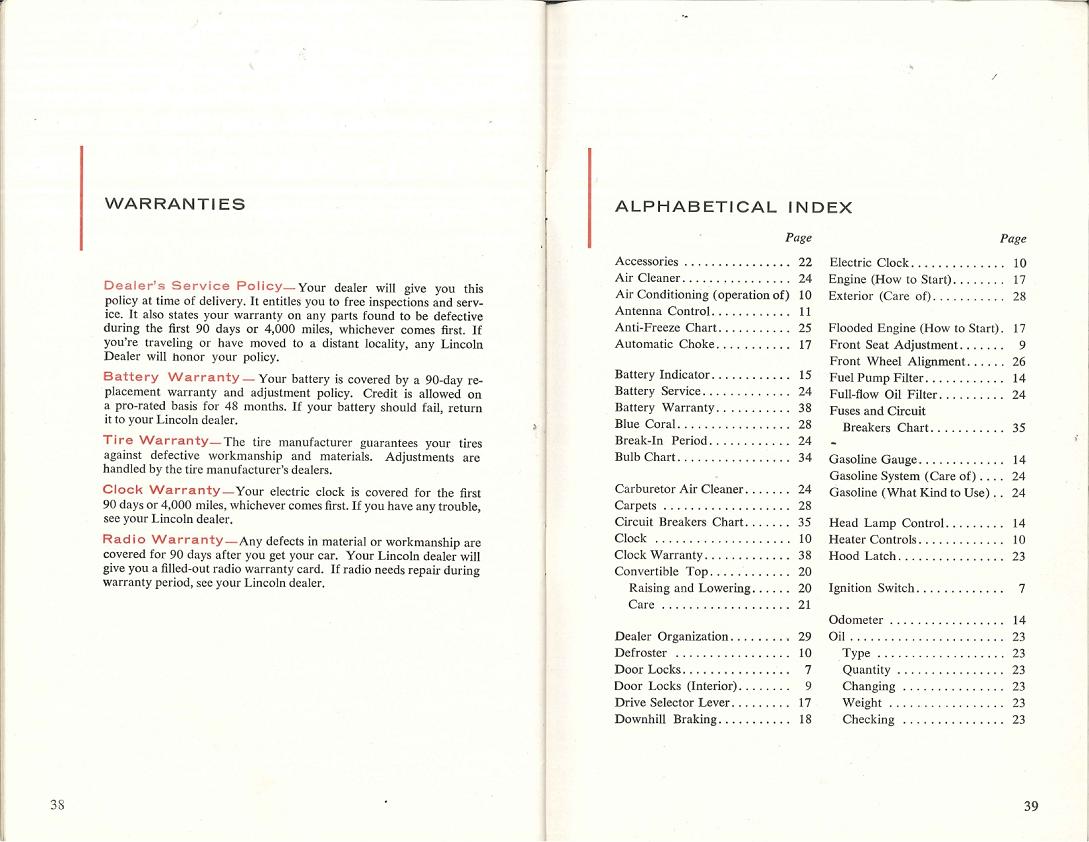 WARRANTIES
Dealer's Service Policy—Your dealer will give you this
policy at time of delivery. It entitles you to free inspections and serv-
ice. It also states your warranty on any parts found to be defective
during the first 90 days or 4,000 miles, whichever comes first. If
you're traveling or have moved to a distant locality, any Lincoln
Dealer will honor your policy.
Battery Warranty— Your battery is covered by a 90-day re-
placement warranty and adjustment policy. Credit is allowed on
a pro-rated basis for 48 months. If your battery should fail, return
it to your Lincoln dealer.
Tire Warranty—The tire manufacturer guarantees your tires
against defective workmanship and materials. Adjustments are
handled by the tire manufacturer's dealers.
Clock Warranty—Your electric clock is covered for the first
90 days or 4,000 miles, whichever comes first. If you have any trouble,
see your Lincoln dealer.
Radio Warranty—Any defects in material or workmanship are
covered for 90 days after you get your car. Your Lincoln dealer will
give you a filled-out radio warranty card. If radio needs repair during
warranty period, see your Lincoln dealer.
38
ALPHABETICAL INDEX
Page
Accessories ................ 22
Air Cleaner................ 24
Air Conditioning (operation of) 10
Antenna Control............ 11
Anti-Freeze Chart........... 25
Automatic Choke........... 17
Battery Indicator............ 15
Battery Service............. 24
Battery Warranty........... 38
Blue Coral................. 28
Break-In Period............ 24
Bulb Chart................. 34
Carburetor Air Cleaner....... 24
Carpets ................... 28
Circuit Breakers Chart....... 35
Clock .................... 10
Clock Warranty............. 38
Convertible Top............ 20
Raising and Lowering...... 20
Care ................... 21
Dealer Organization......... 29
Defroster ................. 10
Door Locks................ 7
Door Locks (Interior)........ 9
Drive Selector Lever......... 17
Downhill Braking........... 18
Page
Electric Clock.............. 10
Engine (How to Start)........ 17
Exterior (Care of)........... 28
Flooded Engine (How to Start). 17
Front Seat Adjustment....... 9
Front Wheel Alignment...... 26
Fuel Pump Filter............ 14
Full-flow Oil Filter.......... 24
Fuses and Circuit
Breakers Chart........... 35
Gasoline Gauge............. 14
Gasoline System (Care of).... 24
Gasoline (What Kind to Use).. 24
Head Lamp Control......... 14
Heater Controls............. 10
Hood Latch................ 23
Ignition Switch............. 7
Odometer ................. 14
Oil ....................... 23
Type ................... 23
Quantity ................ 23
Changing ............... 23
Weight ................. 23
Checking ............... 23
39